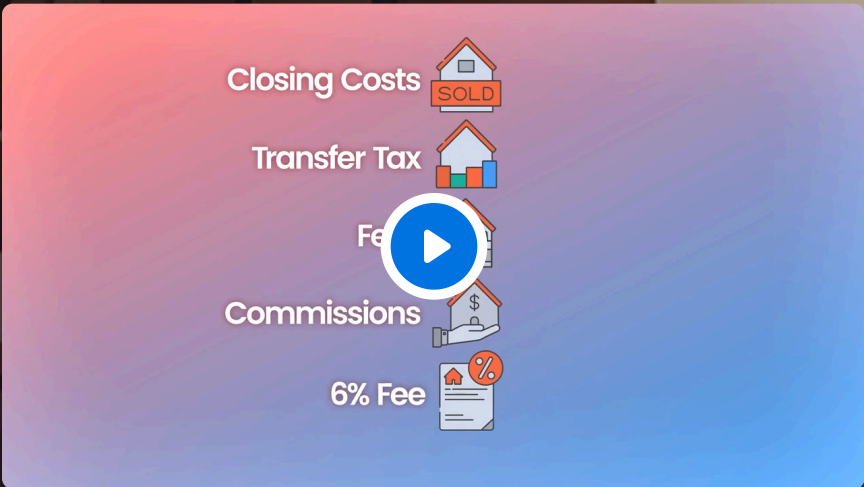 Closing Costs
SOLD
Transfer Tax
Commissions
$
6% Fee
%